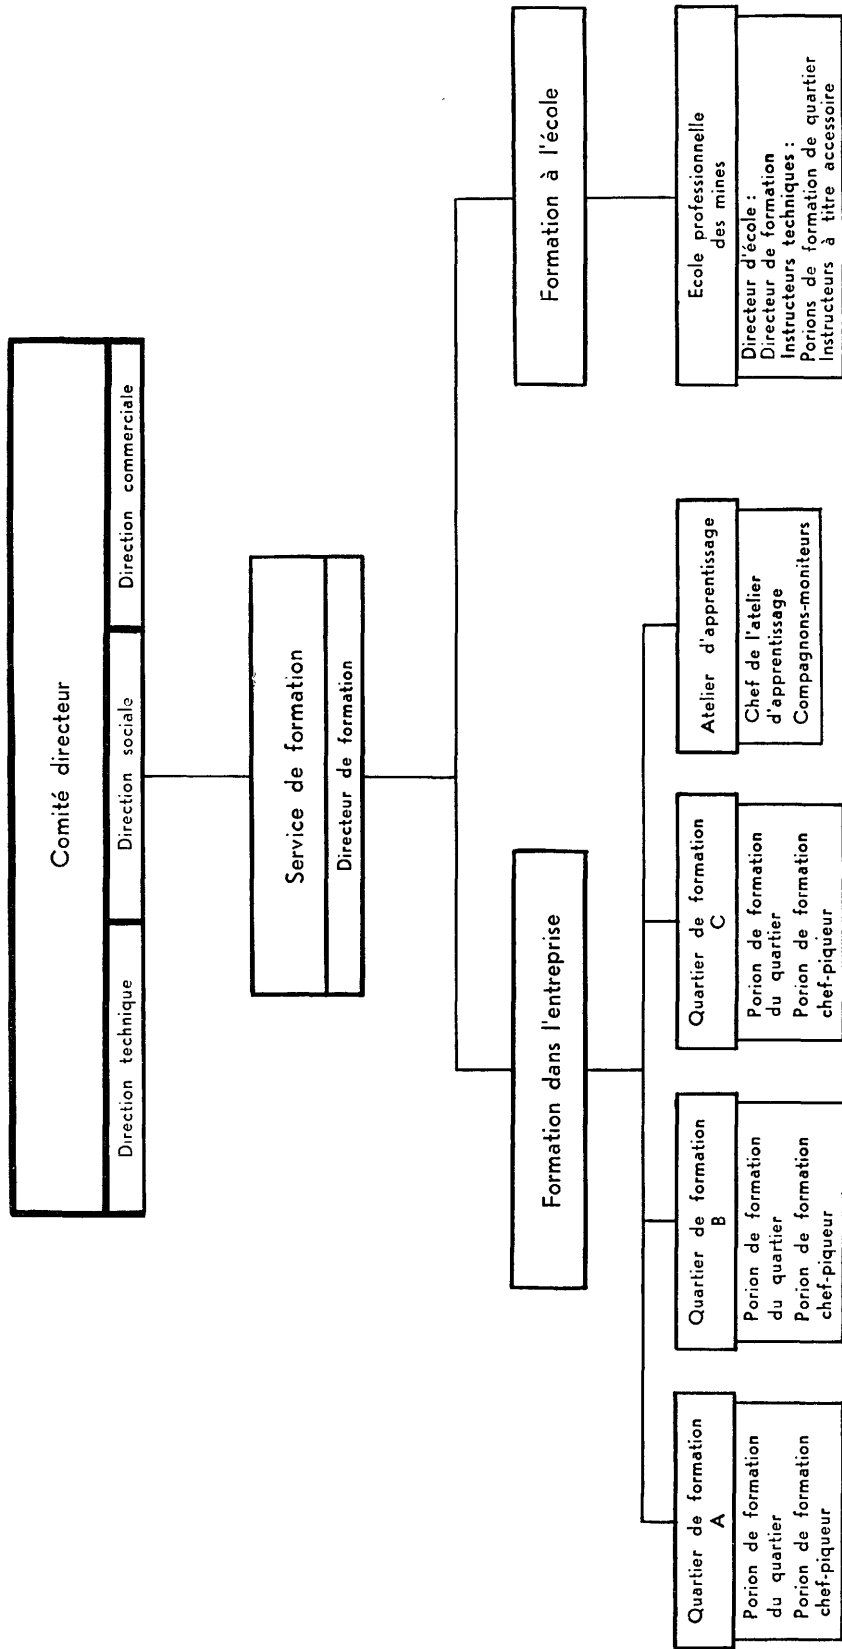 Comité directeur
Direction technique
Direction sociale
Direction commerciale
Service de formation
Directeur de formation
Formation dans l'entreprise
Formation à l'école
Quartier de formation
A
Porion de formation
du quartier
Porion de formation
chef-piqueur
Quartier de formation
B
Porion de formation
du quartier
Porion de formation
chef-piqueur
Quartier de formation
C
Porion de formation
du quartier
Porion de formation
chef-piqueur
Atelier d'apprentissage
Chef de l'atelier
d'apprentissage
Compagnons-moniteurs
Ecole professionnelle
des mines
Directeur d'école :
Directeur de formation
Instructeurs techniques :
Porions de formation de quartier
Instructeurs à titre accessoire